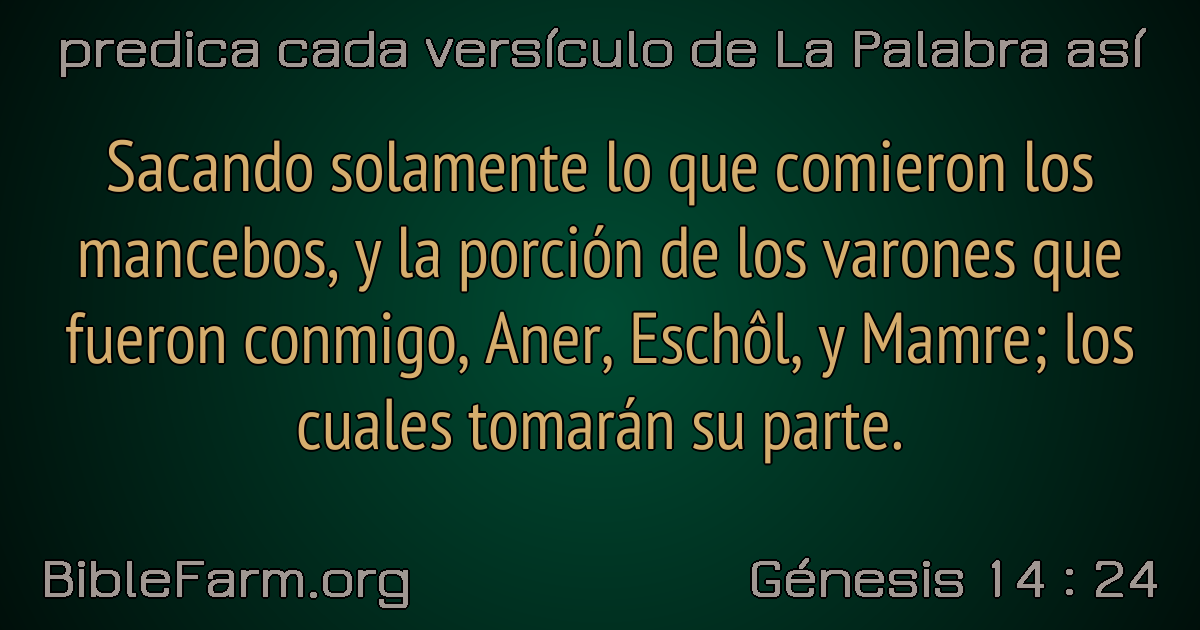 predica cada versículo de La Palabra así
Sacando solamente lo que comieron los
mancebos, y la porción de los varones que
fueron conmigo, Aner, Eschôl, y Mamre; los
cuales tomarán su parte.
BibleFarm.org
Génesis 14 : 24